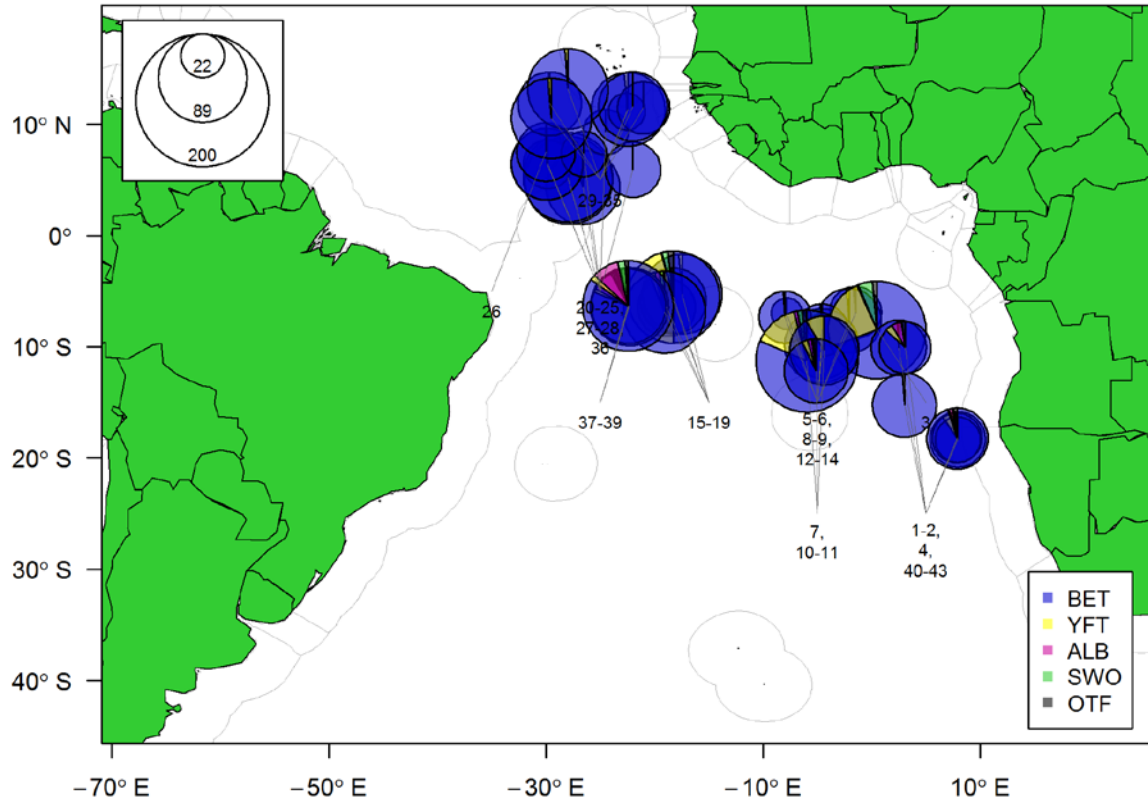 22
89
200
10° N
0°
10° S
20° S
30° S
40° S
29-35
26
20-25,
27-28
36
37-39
15-19
5-6,
8-9,
12-14
3
7,
10-11
1-2,
4,
40-43
BET
YFT
ALB
SWO
OTF
−70° E
−50° E
−30° E
−10° E
10° E